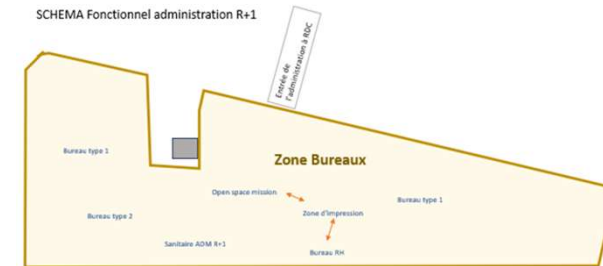 SCHEMA Fonctionnel administration R+1
Entrée de
l'administration à RDC
Bureau type 1
Zone Bureaux
Open space mission
Bureau type 1
Bureau type 2
Zone d'impression
Sanitaire ADM R+1
Bureau RH